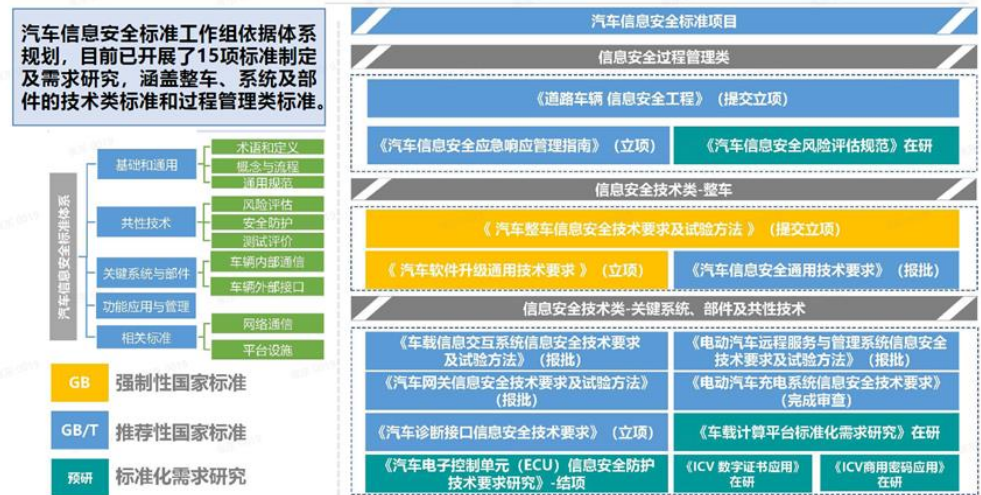 汽车信息安全标准工作组依据体系
规划，目前已开展了15项标准制定
及需求研究，涵盖整车、系统及部
件的技术类标准和过程管理类标准。
汽车信息安全标准体系
基础和通用
术语和定义
概念与流程
通用规范
共性技术
风险评估
安全防护
测试评价
关键系统与部件
车辆内部通信
车辆外部接口
功能应用与管理
相关标准
网络通信
平台设施
GB
强制性国家标准
GB/T
推荐性国家标准
预研
标准化需求研究
汽车信息安全标准项目
信息安全过程管理类
《道路车辆 信息安全工程》（提交立项）
《汽车信息安全应急响应管理指南》（立项）
《汽车信息安全风险评估规范》在研
信息安全技术类-整车
《 汽车整车信息安全技术要求及试验方法 》（提交立项）
《 汽车软件升级通用技术要求 》（立项）
《汽车信息安全通用技术要求》（报批）
信息安全技术类-关键系统、部件及共性技术
《车载信息交互系统信息安全技术要求
及试验方法》（报批）
《电动汽车远程服务与管理系统信息安全
技术要求及试验方法》（报批）
《汽车网关信息安全技术要求及试验方法》
(报批)
《电动汽车充电系统信息安全技术要求》
(完成审查)
《汽车诊断接口信息安全技术要求》（立项）
《车载计算平台标准化需求研究》在研
《汽车电子控制单元（ECU）信息安全防护
技术要求研究》-结项
《ICV 数字证书应用》
在研
《ICV商用密码应用》
在研